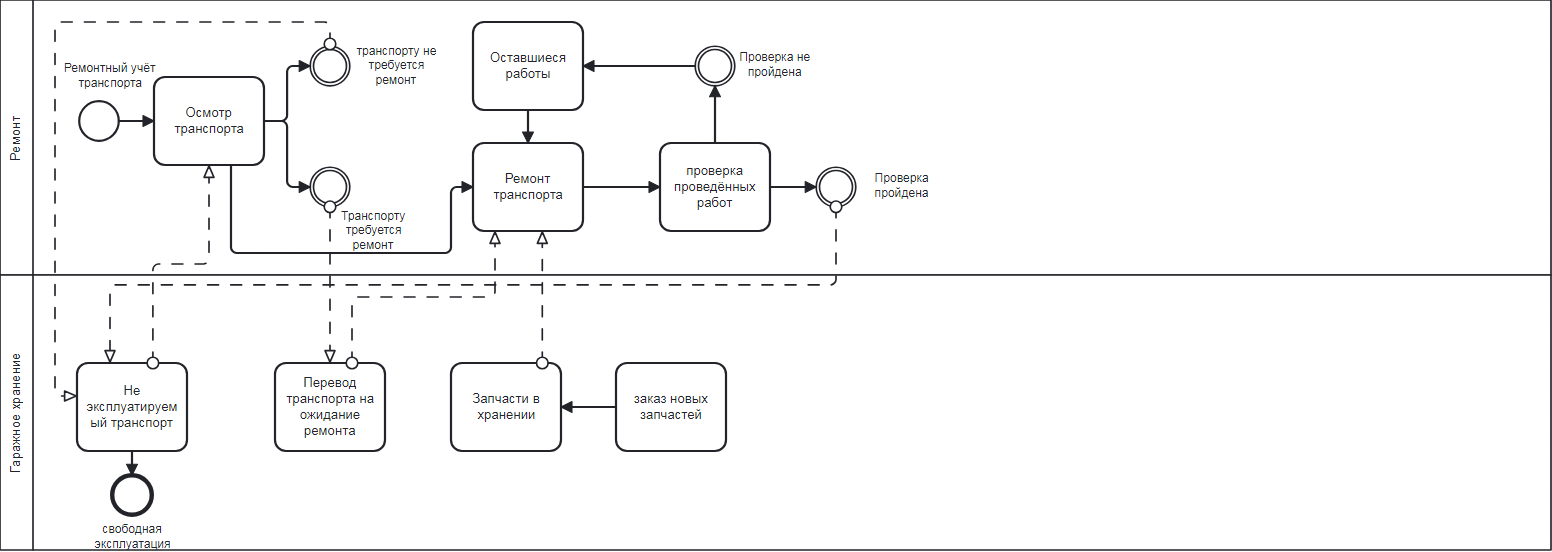 Ремонт
Ремонтный учёт
транспорта
Осмотр
транспорта
транспорту не
требуется
ремонт
Транспорту
требуется
ремонт
Оставшиеся
работы
Ремонт
транспорта
Проверка не
пройдена
проверка
проведённых
работ
Проверка
пройдена
Гаражное хранение
Не
эксплуатируем
ый транспорт
свободная
эксплуатация
Перевод
транспорта на
ожидание
ремонта
Запчасти в
хранении
заказ новых
запчастей